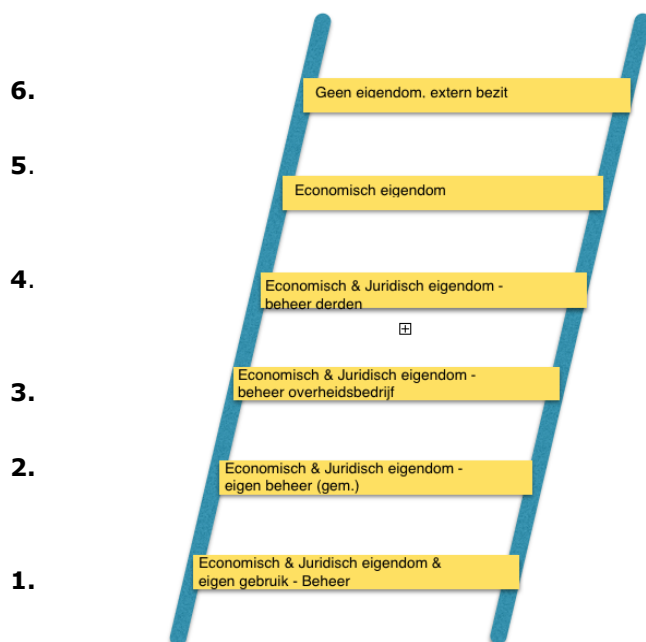 6.
Geen eigendom, extern bezit
5.
Economisch eigendom
4.
Economisch & Juridisch eigendom -
beheer derden
3.
Economisch & Juridisch eigendom -
beheer overheidsbedrijf
2.
Economisch & Juridisch eigendom -
eigen beheer (gem.)
1.
Economisch & Juridisch eigendom &
eigen gebruik - Beheer